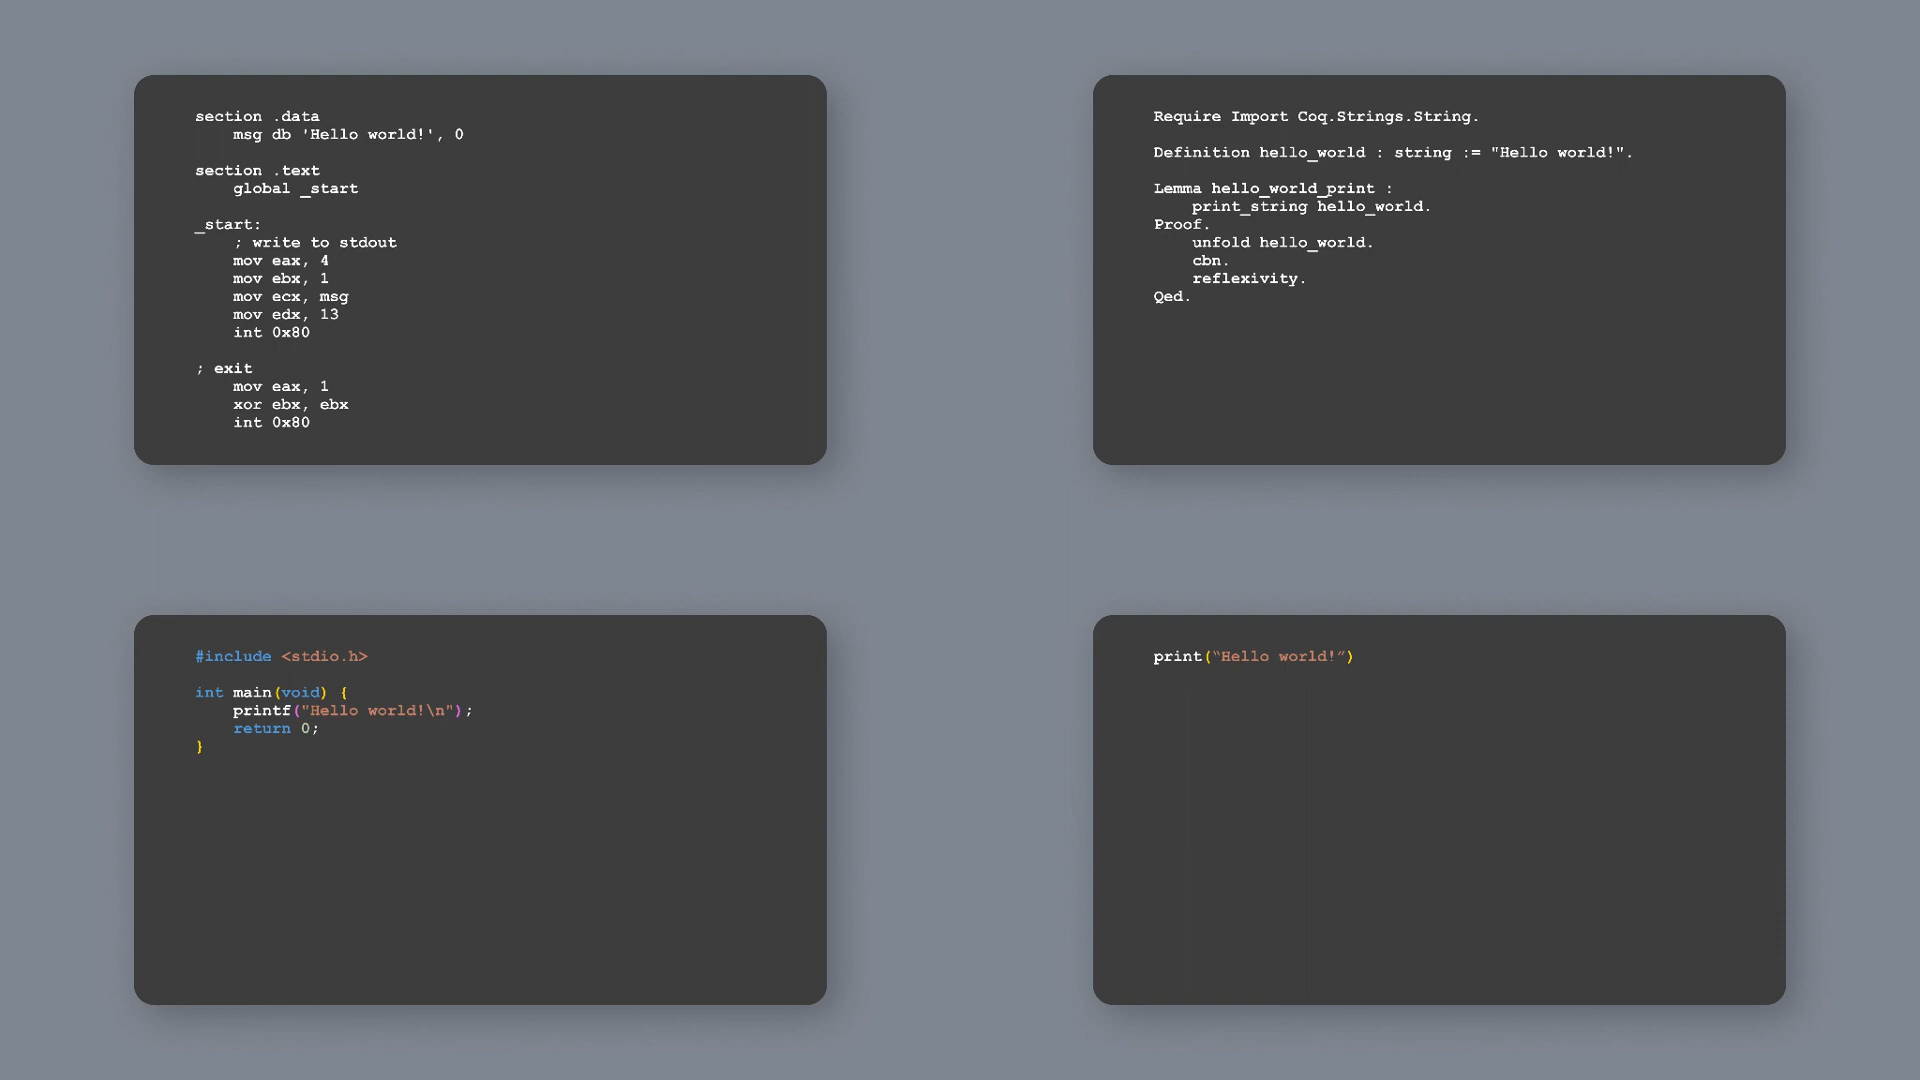 section .data
    msg db 'Hello world!', 0

section .text
    global _start

_start:
    ; write to stdout
    mov eax, 4
    mov ebx, 1
    mov ecx, msg
    mov edx, 13
    int 0x80

; exit
    mov eax, 1
    xor ebx, ebx
    int 0x80

Require Import Coq.Strings.String.

Definition hello_world : string := "Hello world!".

Lemma hello_world_print :
    print_string hello_world.
Proof.
    unfold hello_world.
    cbn.
    reflexivity.
Qed.

#include <stdio.h>

int main(void) {
    printf("Hello world!\n");
    return 0;
}

print(“Hello world!”)